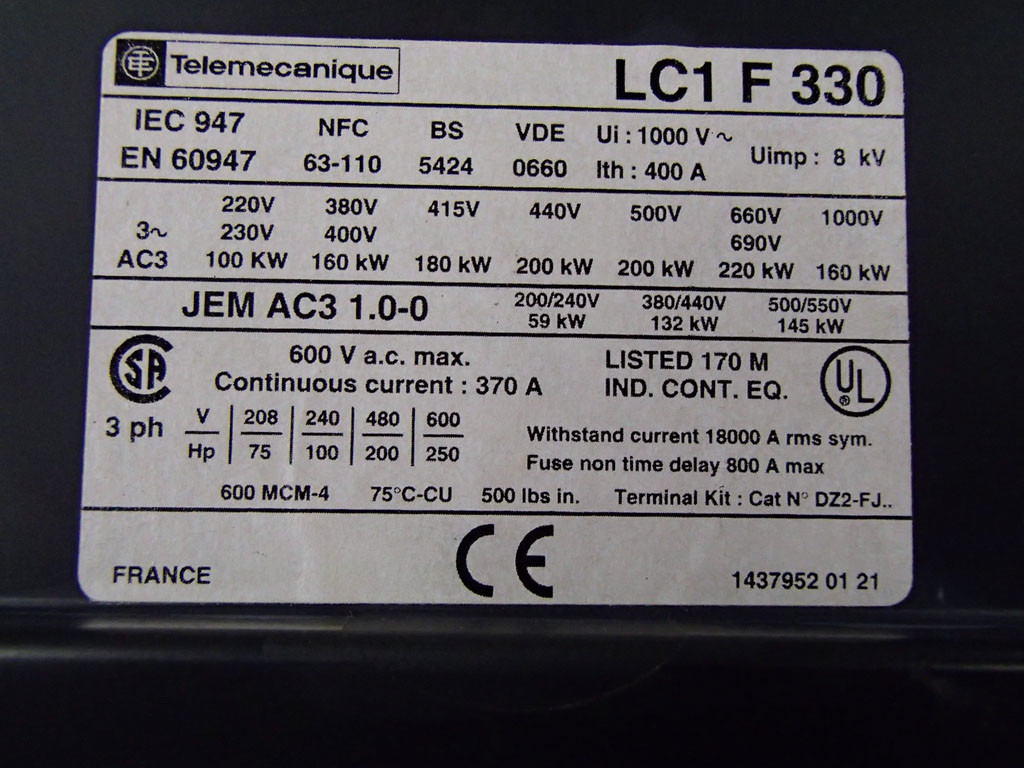 Telemecanique
LC1 F 330
IEC 947 NFC BS VDE Ui : 1000 V ~
EN 60947 63-110 5424 0660 Ith : 400 A Uimp : 8 kV
220V 380V 415V 440V 500V 660V 1000V
3~ 230V 400V 690V
AC3 100 KW 160 kW 180 kW 200 kW 200 kW 220 kW 160 kW
JEM AC3 1.0-0
200/240V 380/440V 500/550V
59 kW 132 kW 145 kW
SA
600 V a.c. max.
Continuous current : 370 A
LISTED 170 M
IND. CONT. EQ.
UL
®
3 ph
V 208 240 480 600
Hp 75 100 200 250
Withstand current 18000 A rms sym.
Fuse non time delay 800 A max
600 MCM-4 75°C-CU 500 lbs in. Terminal Kit : Cat N° DZ2-FJ..
CE
FRANCE 1437952 01 21